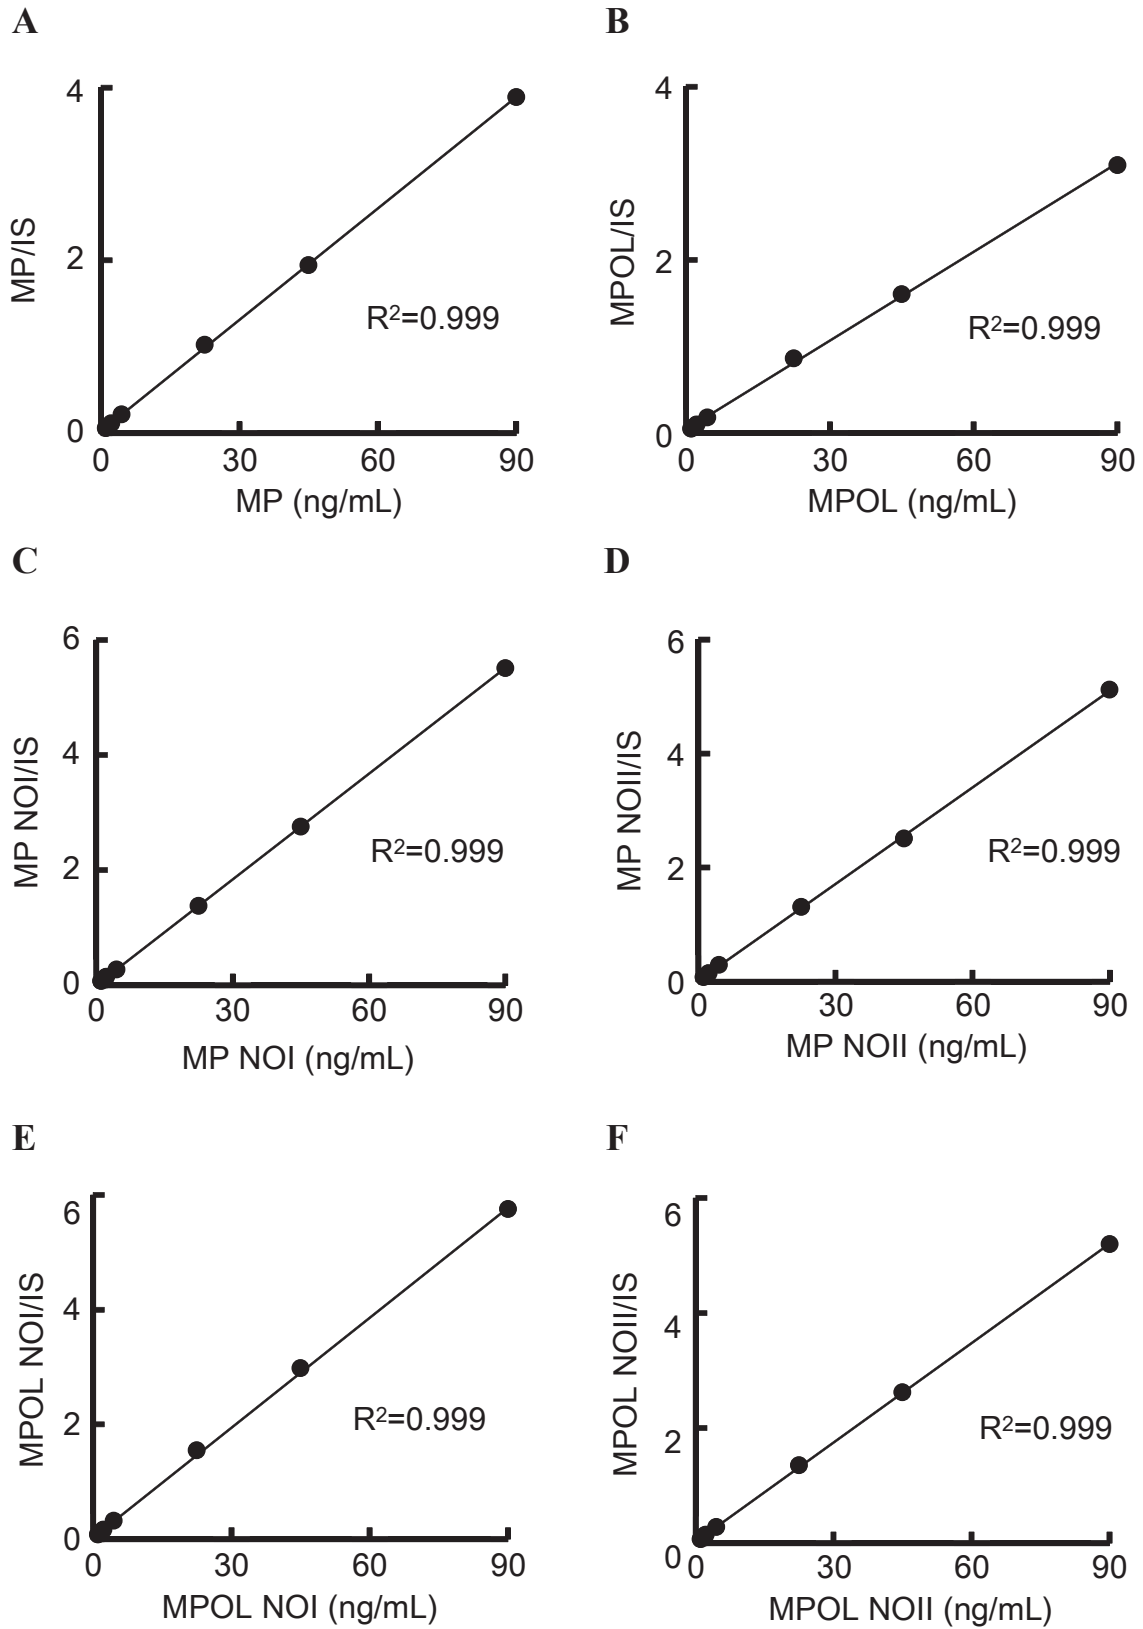 A
4
2
0
MP/IS
R²=0.999
0 30 60 90
MP (ng/mL)
B
4
2
0
MPOL/IS
R²=0.999
0 30 60 90
MPOL (ng/mL)
C
6
4
2
0
MP NOI/IS
R²=0.999
0 30 60 90
MP NOI (ng/mL)
D
6
4
2
0
MP NOII/IS
R²=0.999
0 30 60 90
MP NOII (ng/mL)
E
6
4
2
0
MPOL NOI/IS
R²=0.999
0 30 60 90
MPOL NOI (ng/mL)
F
6
4
2
0
MPOL NOII/IS
R²=0.999
0 30 60 90
MPOL NOII (ng/mL)